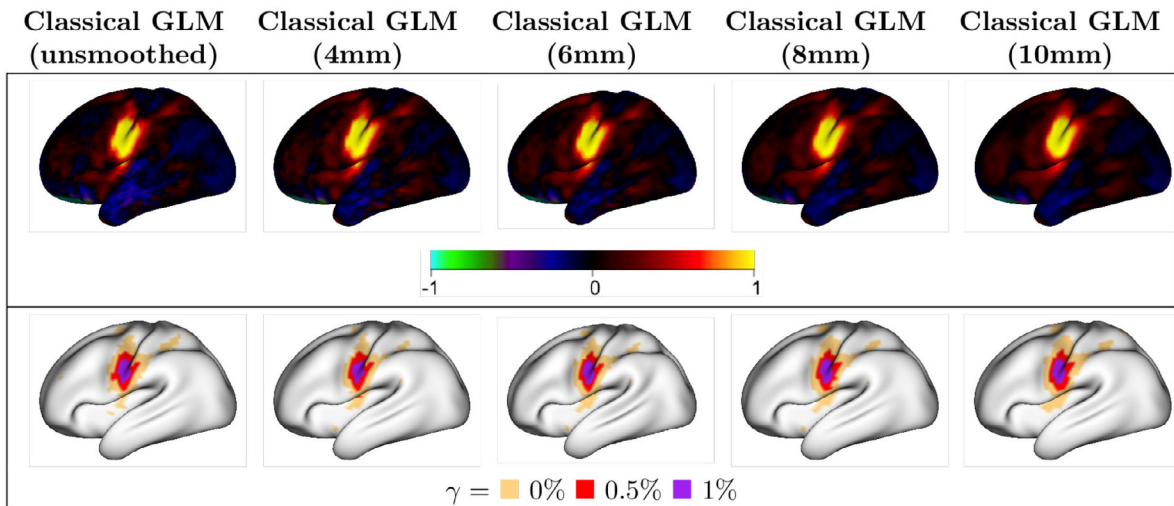 Classical GLM Classical GLM Classical GLM Classical GLM Classical GLM
(unsmoothed) (4mm) (6mm) (8mm) (10mm)
-1 0 1
γ = 0% 0.5% 1%